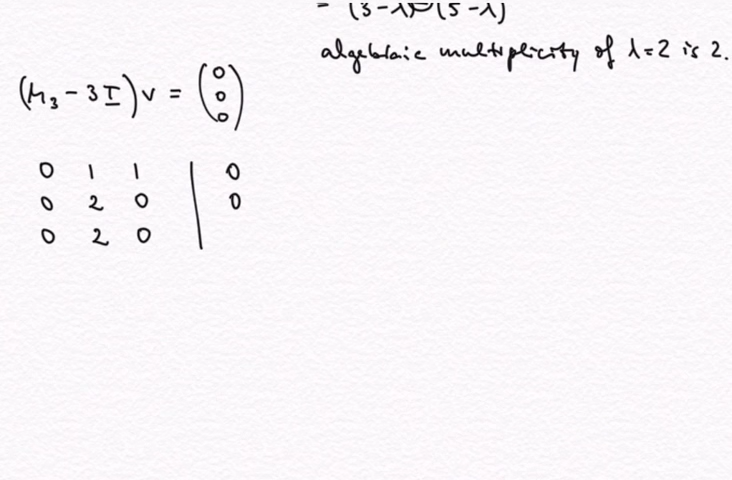 = (3-λ)² (5-λ)
algebraic multiplicity of λ=2 is 2.
(M₃ - 3I)v = (0 0 0)
0 1 1 | 0
0 2 0 | 0
0 2 0 |